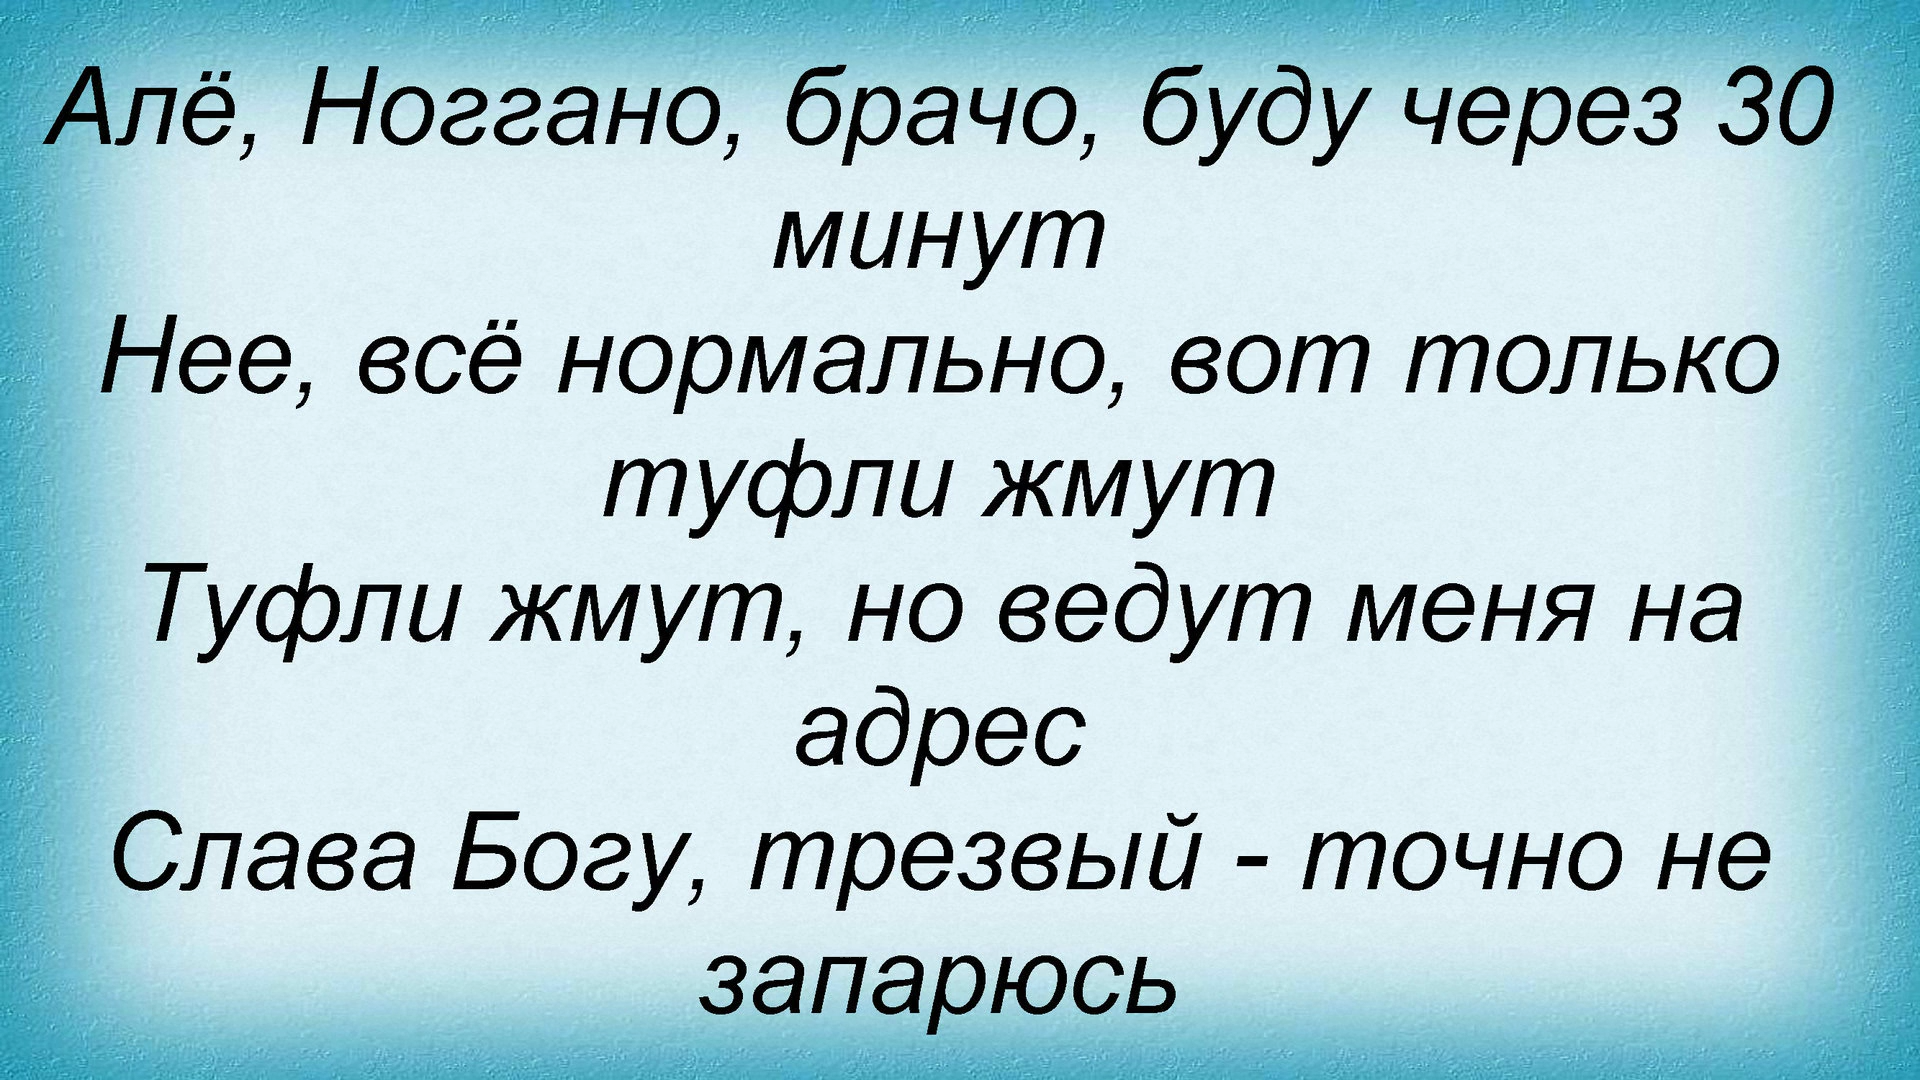 Алё, Ноггано, брачо, буду через 30
минут
Нее, всё нормально, вот только
туфли жмут
Туфли жмут, но ведут меня на
адрес
Слава Богу, трезвый - точно не
запарюсь